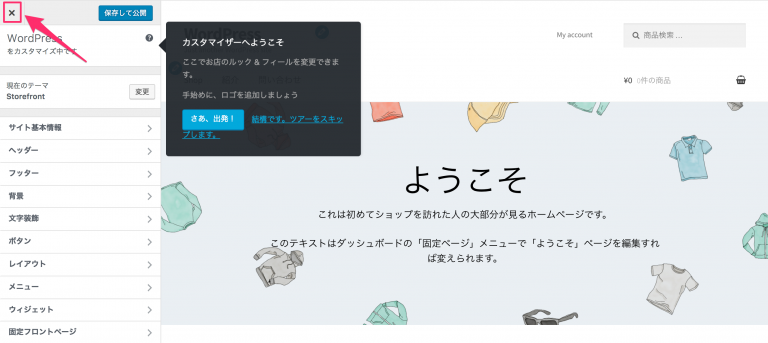 ×
保存して公開
WordPress
をカスタマイズ中です
?
現在のテーマ
Storefront
変更
サイト基本情報
ヘッダー
フッター
背景
文字装飾
ボタン
レイアウト
メニュー
ウィジェット
固定フロントページ
カスタマイザーへようこそ
ここでお店のルック & フィールを変更できま
す。
手始めに、ロゴを追加しましょう
さあ、出発！
結構です。ツアーをスキッ
プします。
WordPress
My account
商品検索 …
¥0 0件の商品
ようこそ
これは初めてショップを訪れた人の大部分が見るホームページです。
このテキストはダッシュボードの「固定ページ」メニューで「ようこそ」ページを編集すれ
ば変えられます。